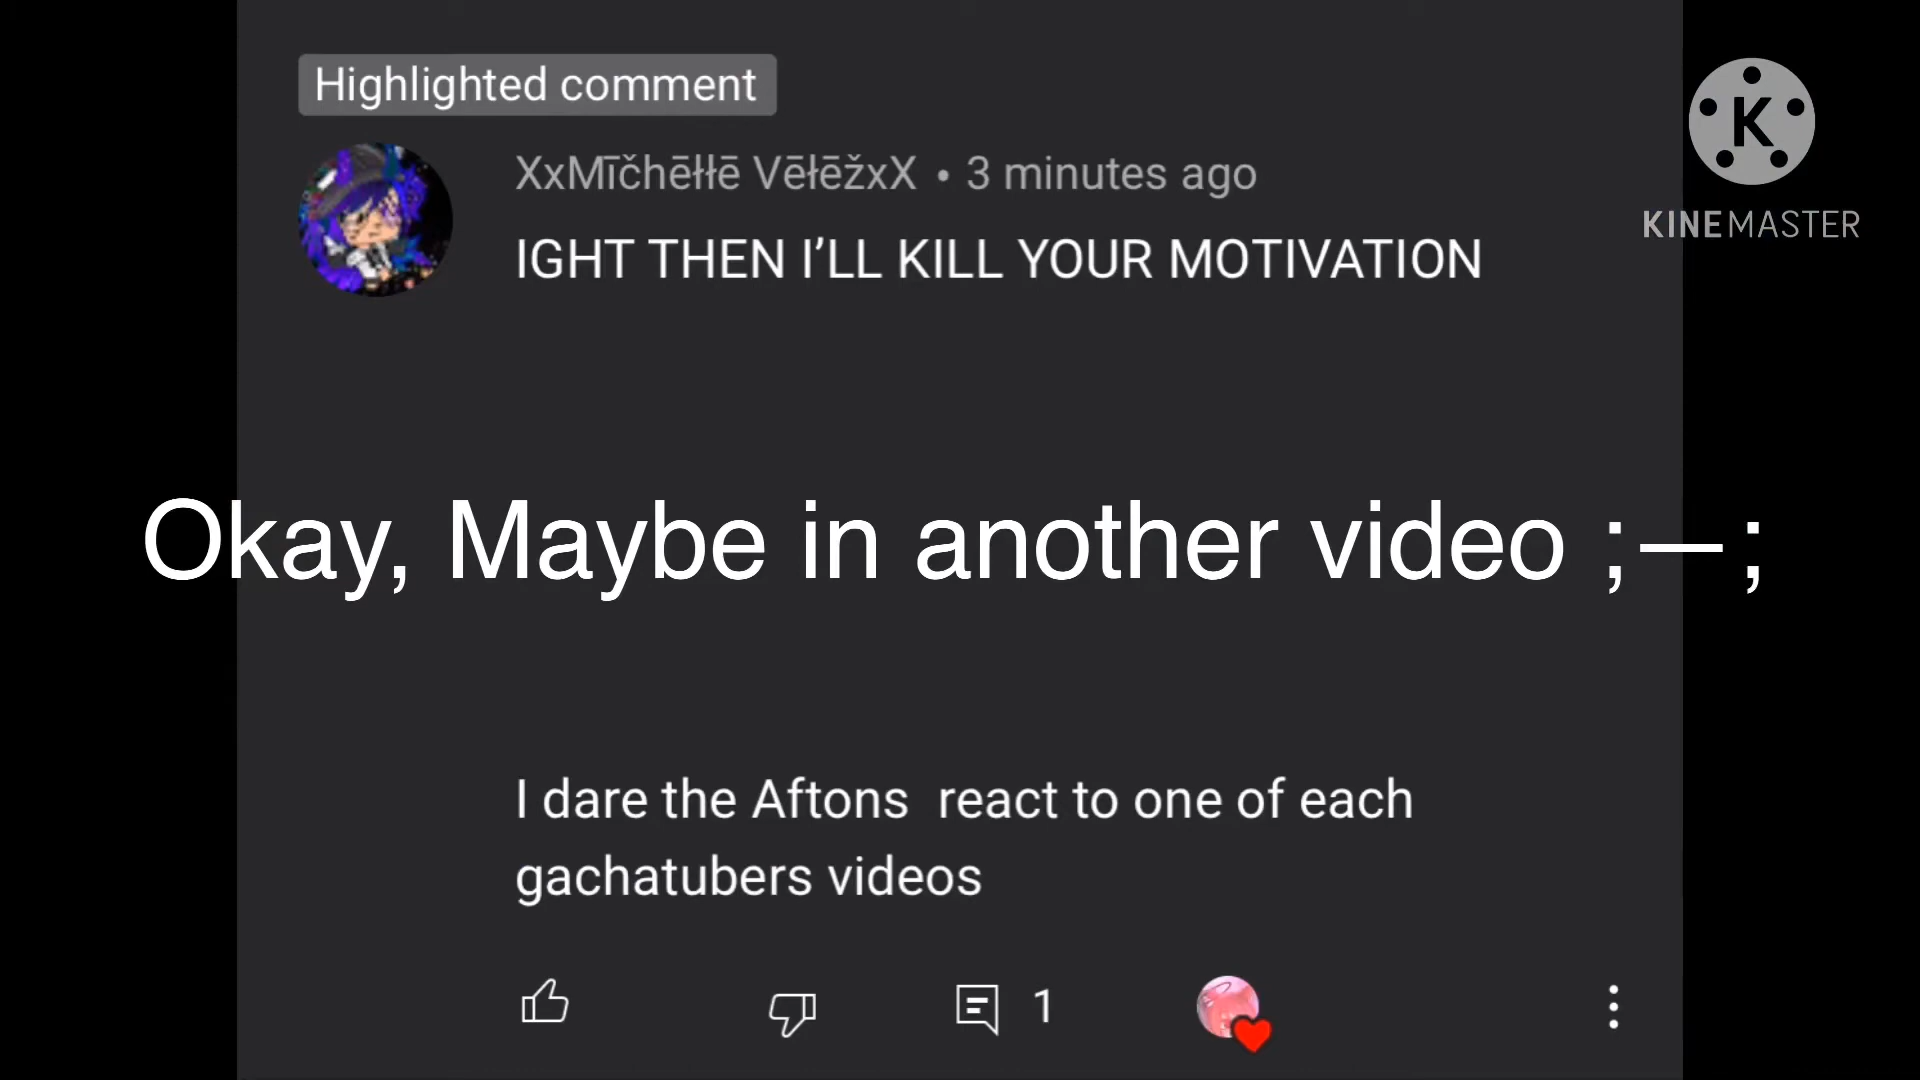 Highlighted comment
XxMīčhēłłē VēłēžxX • 3 minutes ago
IGHT THEN I’LL KILL YOUR MOTIVATION
K
KINEMASTER
Okay, Maybe in another video ;—;
I dare the Aftons  react to one of each
gachatubers videos
1